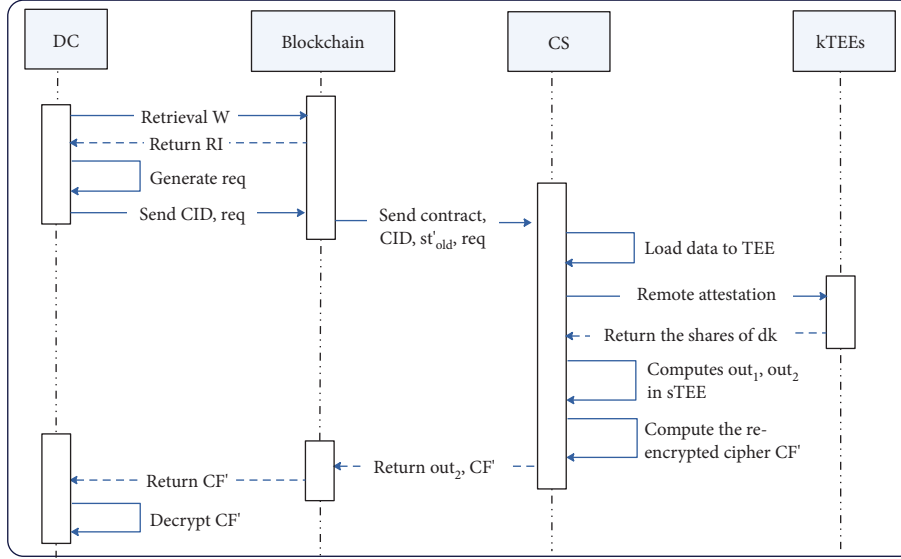 DC
Blockchain
CS
kTEEs
Retrieval W
Return RI
Generate req
Send CID, req
Send contract,
CID, st'old, req
Load data to TEE
Remote attestation
Return the shares of dk
Computes out1, out2
in sTEE
Compute the re-
encrypted cipher CF'
Return out2, CF'
Return CF'
Decrypt CF'